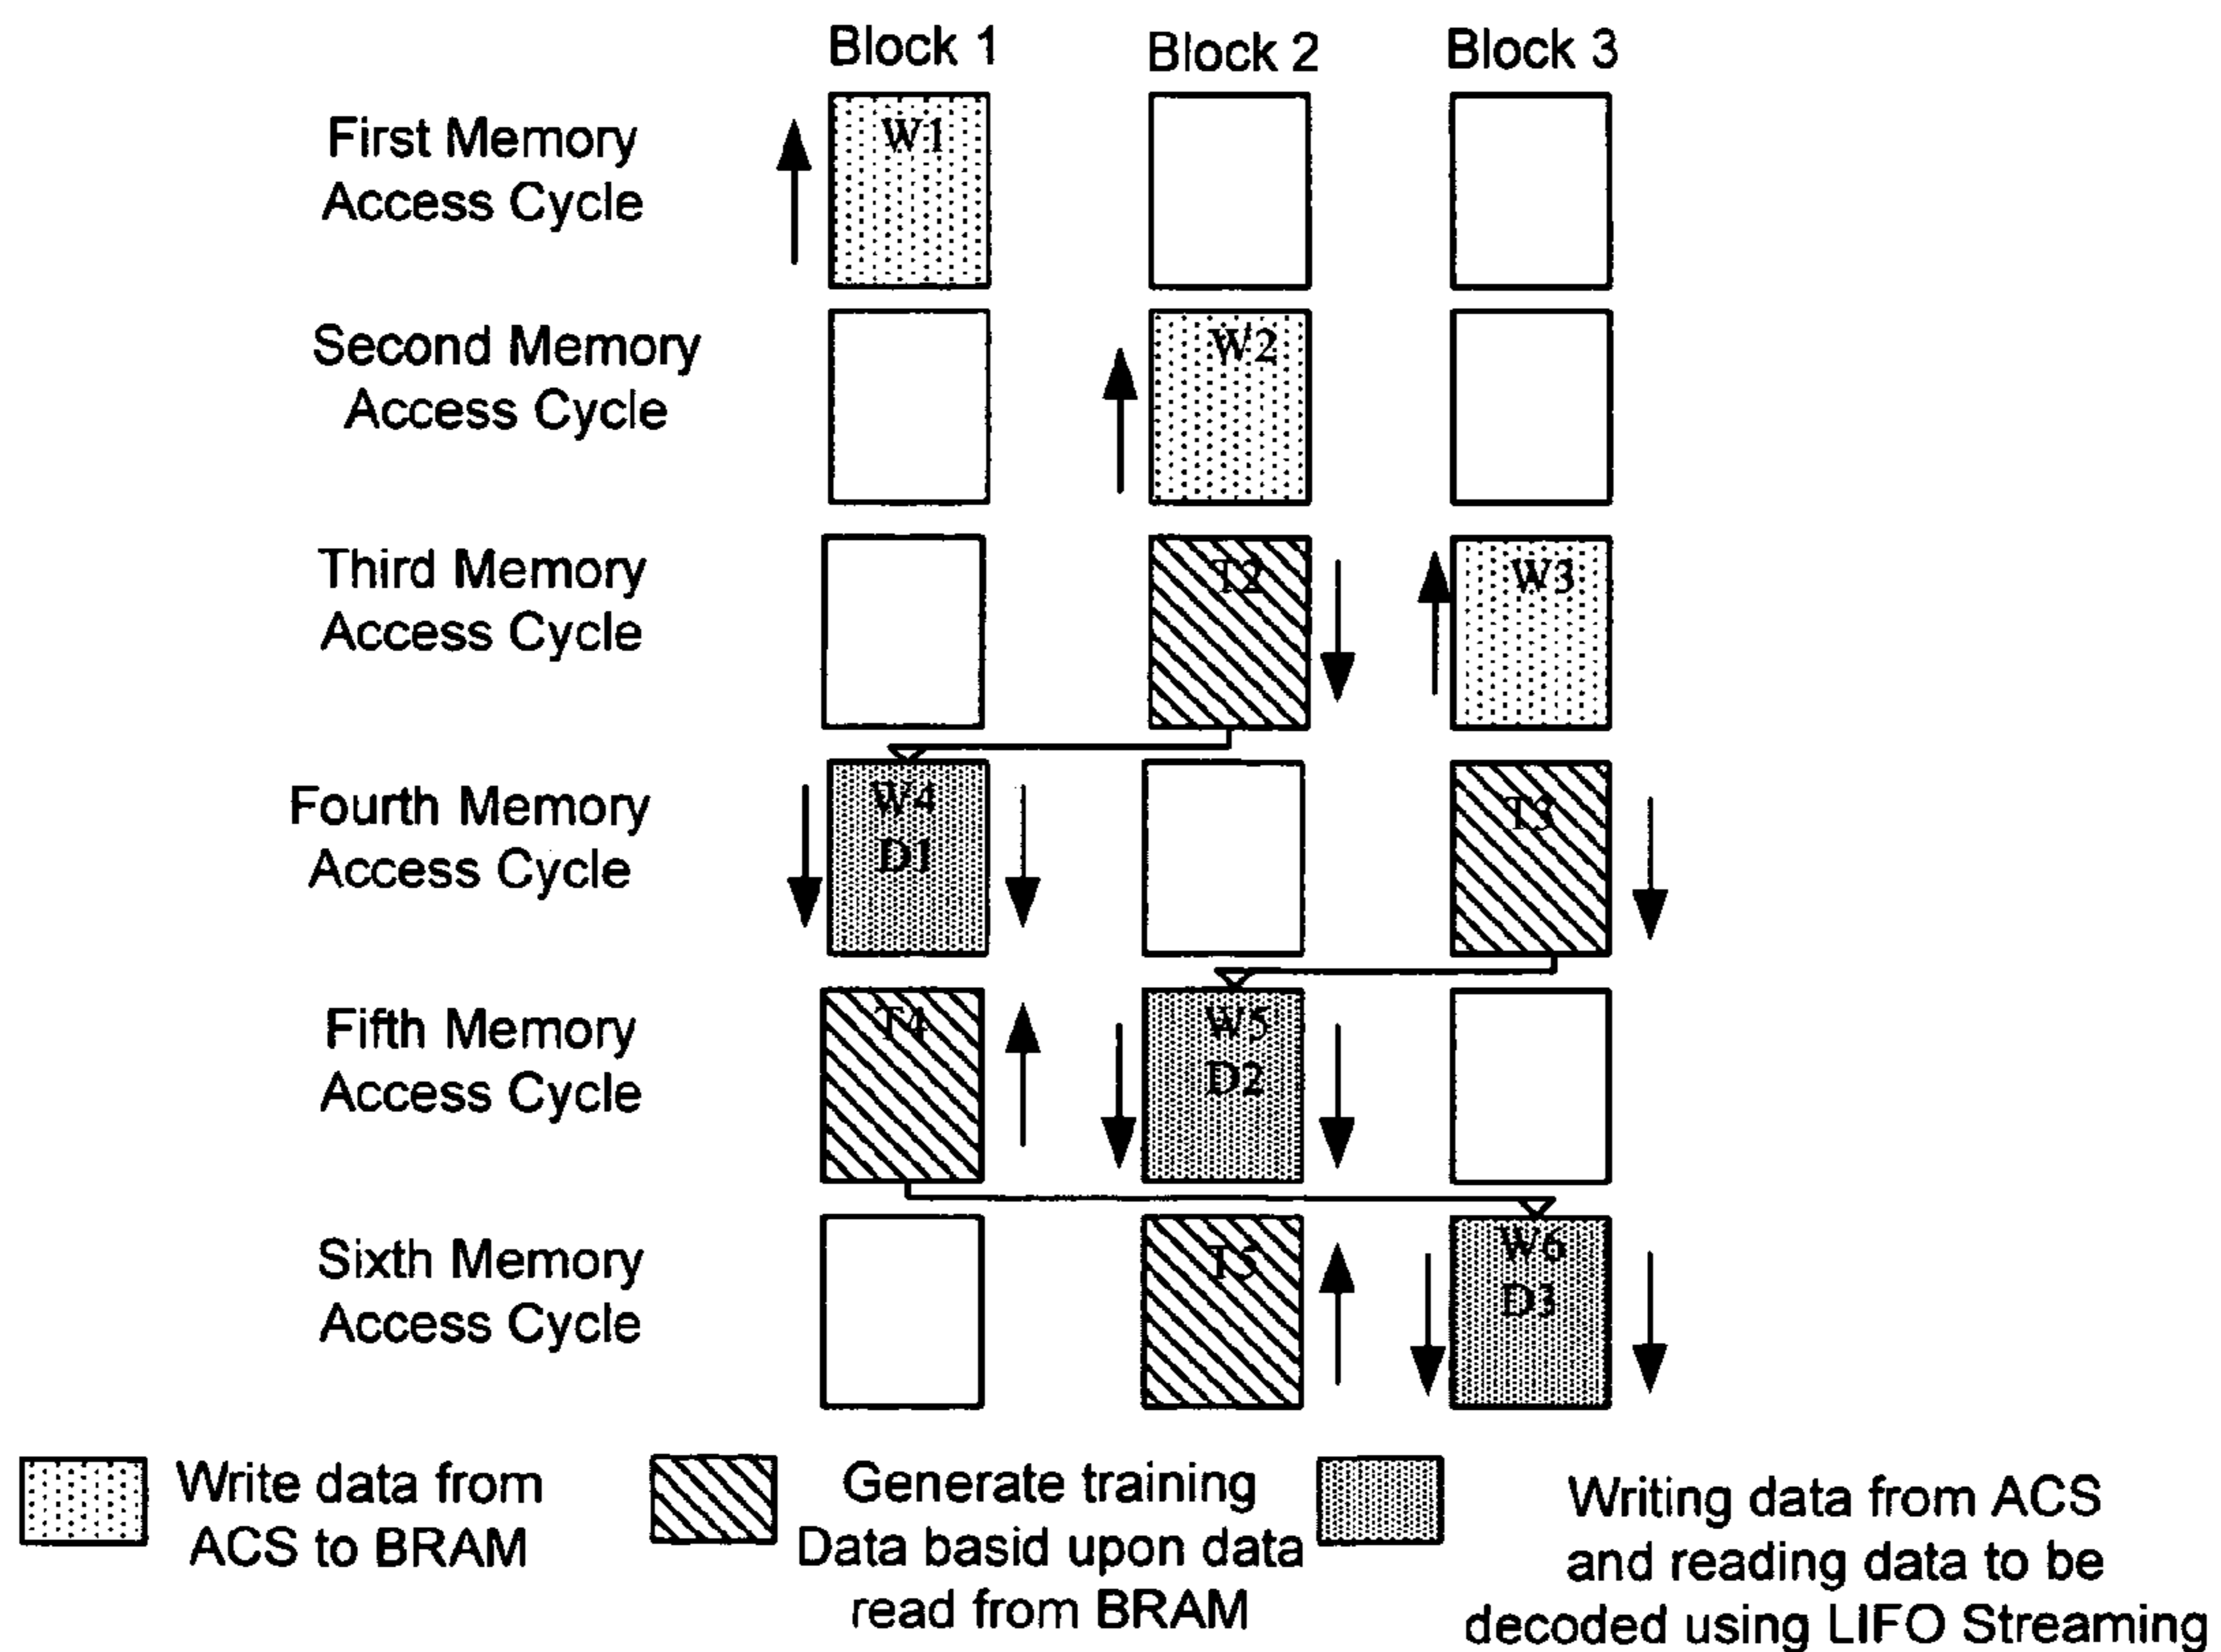 Block 1
Block 2
Block 3
First Memory
Access Cycle
W1
Second Memory
Access Cycle
W2
Third Memory
Access Cycle
T2
W3
Fourth Memory
Access Cycle
W4
D1
T3
Fifth Memory
Access Cycle
T4
W5
D2
Sixth Memory
Access Cycle
T5
W6
D3
Write data from
ACS to BRAM
Generate training
Data basid upon data
read from BRAM
Writing data from ACS
and reading data to be
decoded using LIFO Streaming